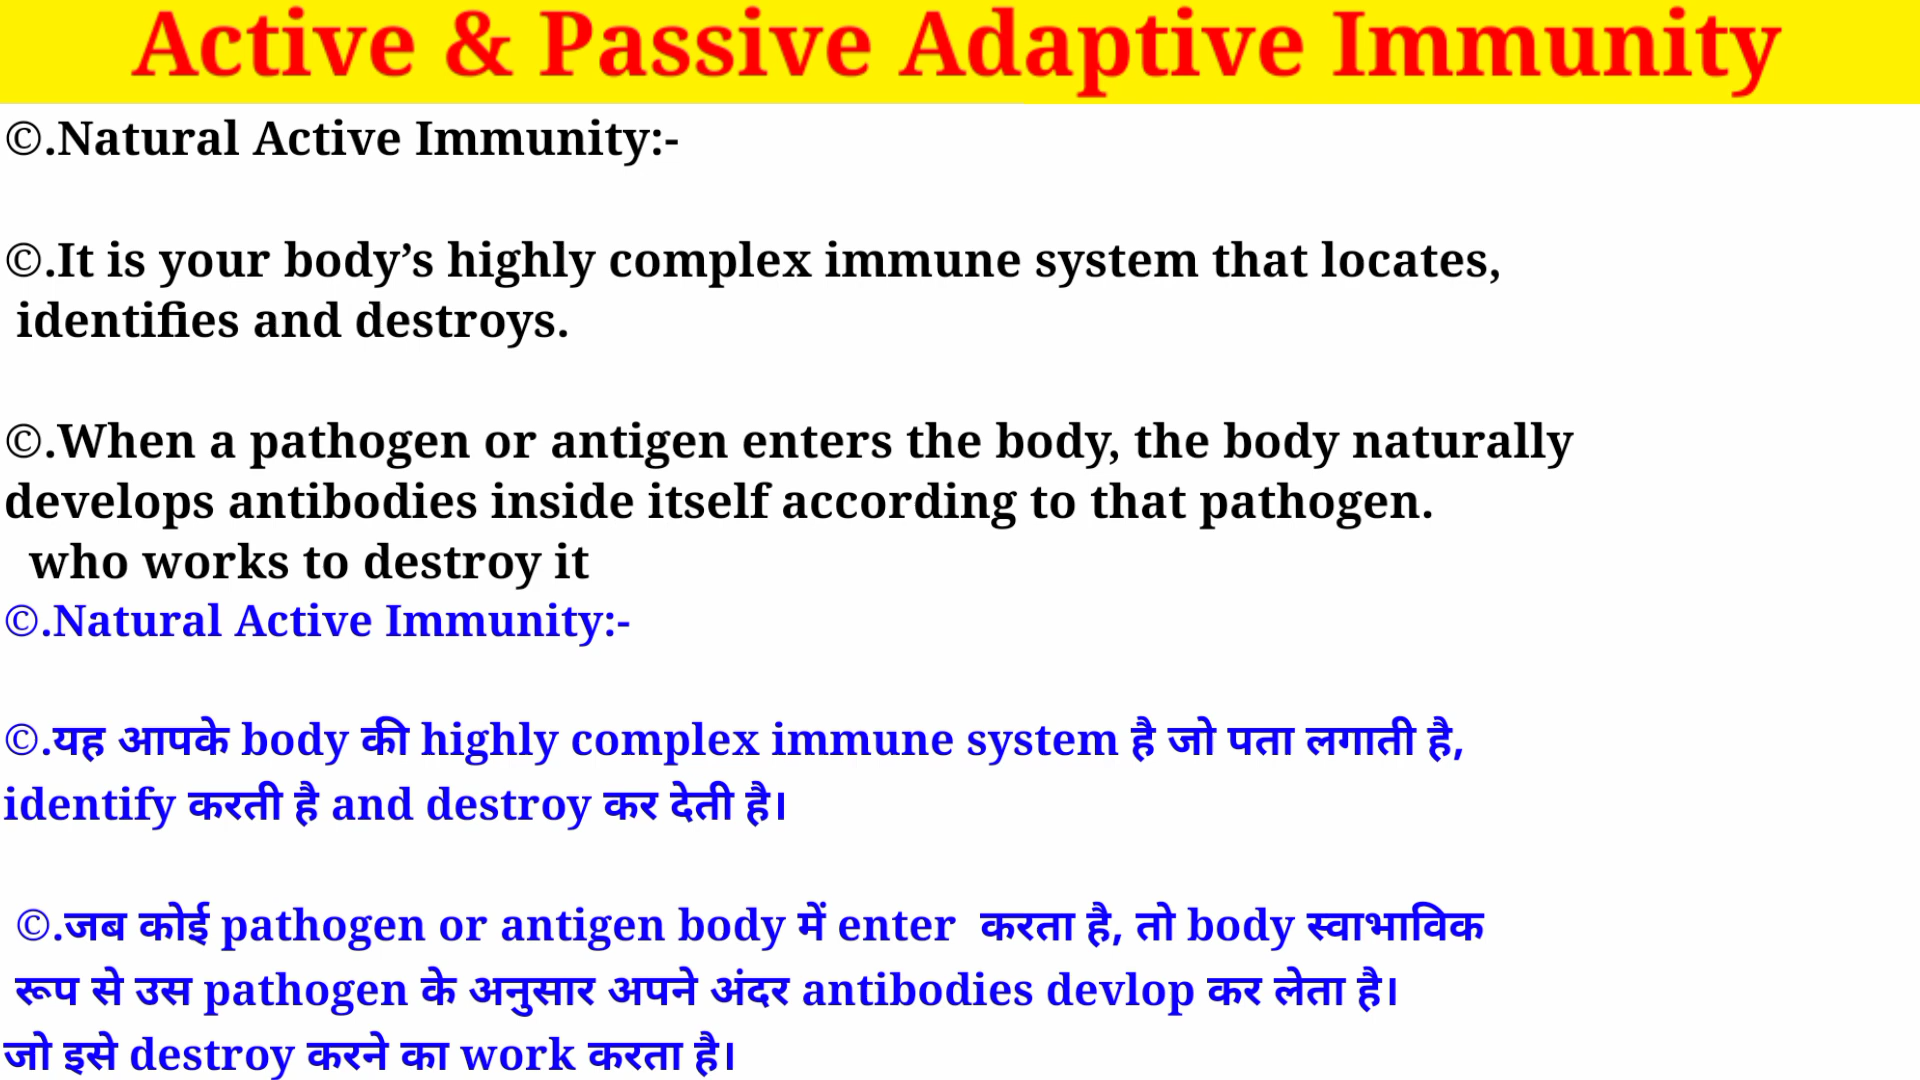 Active & Passive Adaptive Immunity
©.Natural Active Immunity:-
©.It is your body’s highly complex immune system that locates,
identifies and destroys.
©.When a pathogen or antigen enters the body, the body naturally
develops antibodies inside itself according to that pathogen.
who works to destroy it
©.Natural Active Immunity:-
©.यह आपके body की highly complex immune system है जो पता लगाती है,
identify करती है and destroy कर देती है।
©.जब कोई pathogen or antigen body में enter करता है, तो body स्वाभाविक
रूप से उस pathogen के अनुसार अपने अंदर antibodies devlop कर लेता है।
जो इसे destroy करने का work करता है।